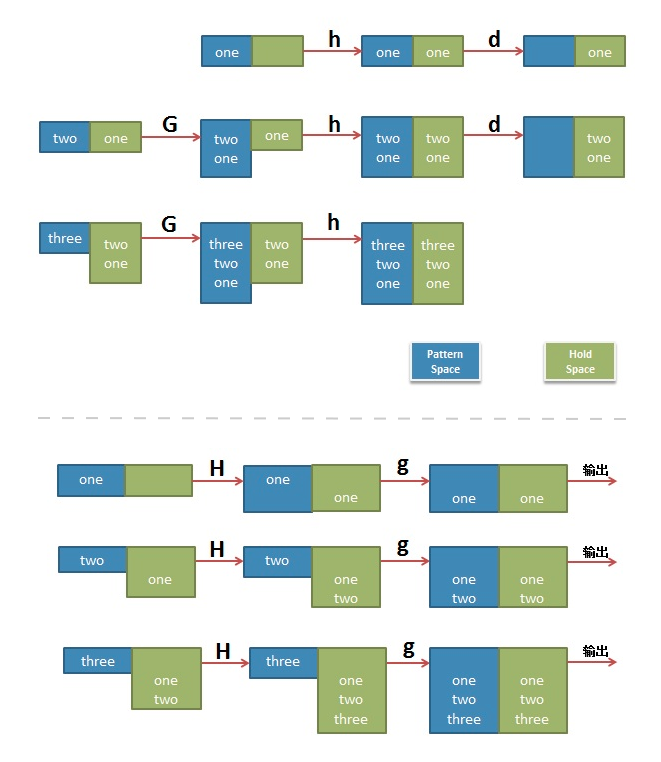 h d
one one one one
G h d
two one two one two two two
one one one one
G h
three two three two three three
one two one two two
one one one
Pattern Hold
Space Space
H g 输出
one one
one one one
H g 输出
two two
one one one one
two two two
H g 输出
three three
one one one one
two two two two
three three three